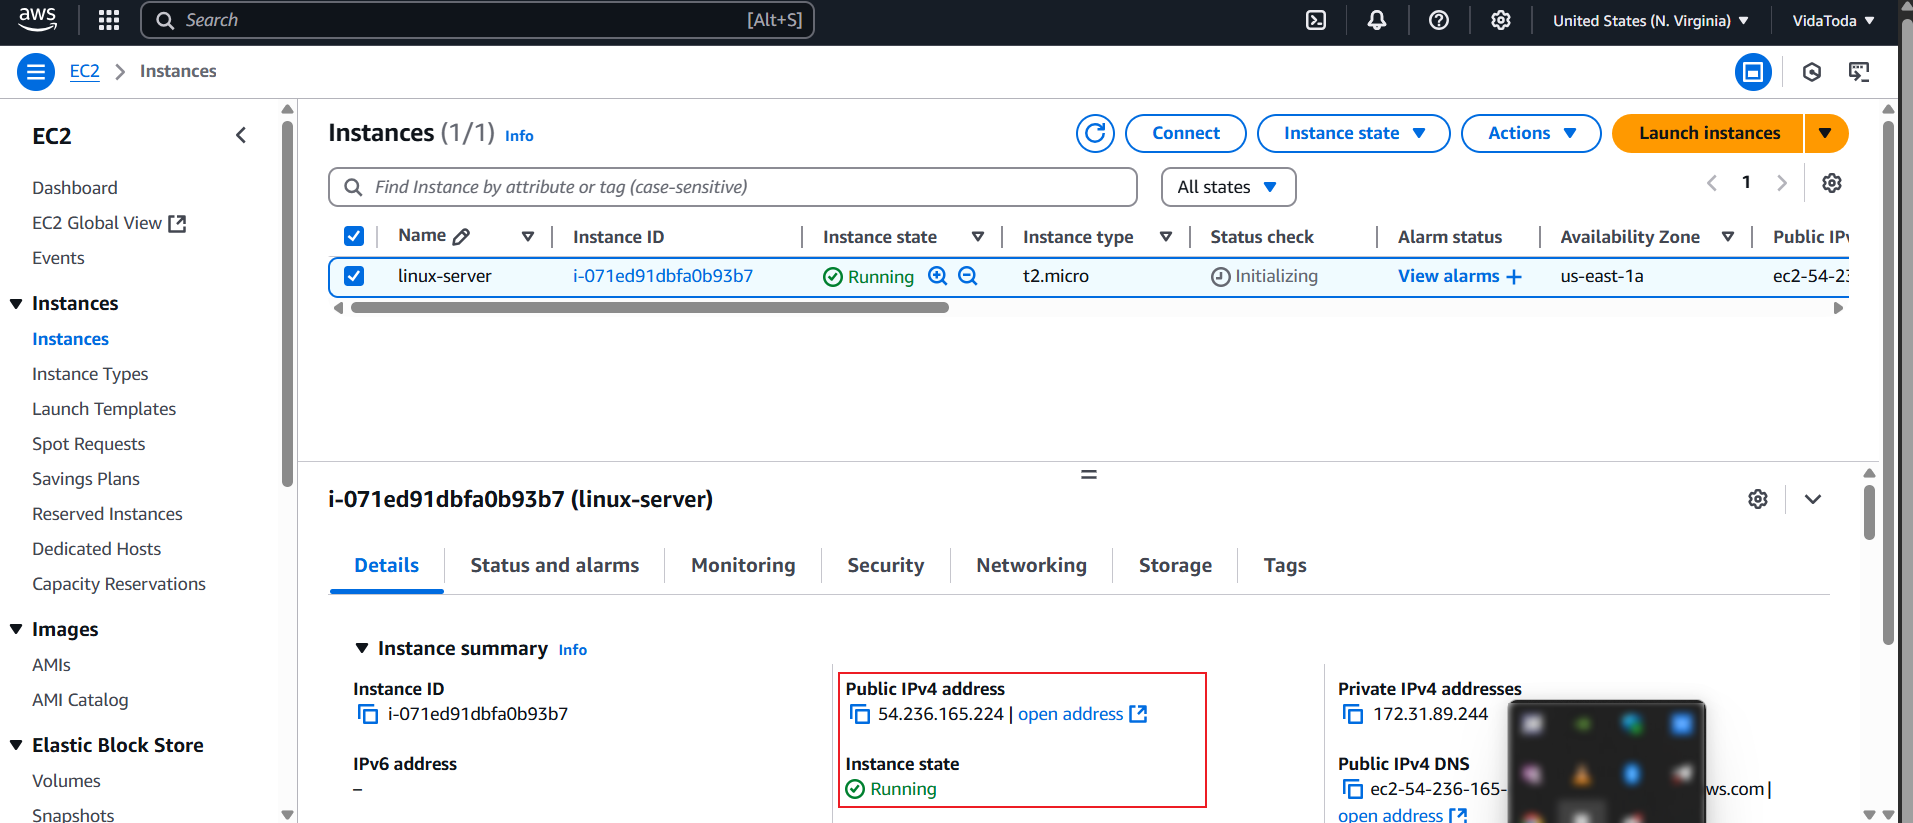 aws Search [Alt+S] United States (N. Virginia) VidaToda
EC2 Instances
EC2
Dashboard
EC2 Global View
Events
Instances
Instances
Instance Types
Launch Templates
Spot Requests
Savings Plans
Reserved Instances
Dedicated Hosts
Capacity Reservations
Images
AMIs
AMI Catalog
Elastic Block Store
Volumes
Snapshots
Instances (1/1) Info Connect Instance state Actions Launch instances
Find Instance by attribute or tag (case-sensitive) All states 1
Name Instance ID Instance state Instance type Status check Alarm status Availability Zone Public IPv
linux-server i-071ed91dbfa0b93b7 Running t2.micro Initializing View alarms + us-east-1a ec2-54-23
i-071ed91dbfa0b93b7 (linux-server)
Details Status and alarms Monitoring Security Networking Storage Tags
Instance summary Info
Instance ID
i-071ed91dbfa0b93b7
IPv6 address
–
Public IPv4 address
54.236.165.224 | open address
Instance state
Running
Private IPv4 addresses
172.31.89.244
Public IPv4 DNS
ec2-54-236-165- ws.com |
open address